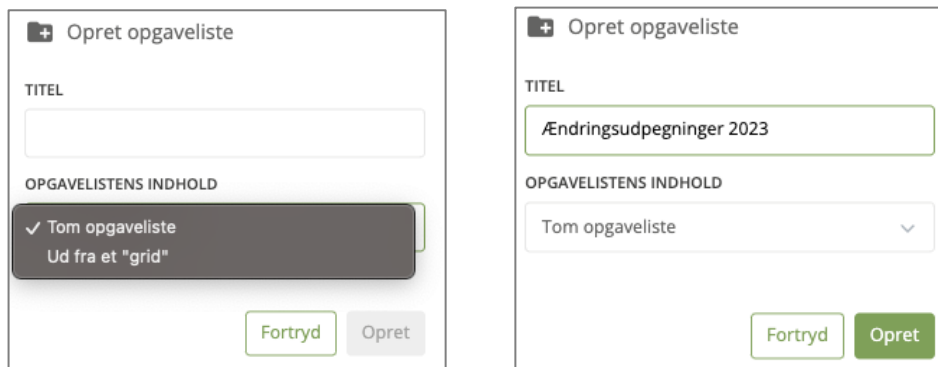 Opret opgaveliste
TITEL
OPGAVELISTENS INDHOLD
✓ Tom opgaveliste
Ud fra et "grid"
Fortryd
Opret
Opret opgaveliste
TITEL
Ændringsudpegninger 2023
OPGAVELISTENS INDHOLD
Tom opgaveliste
Fortryd
Opret